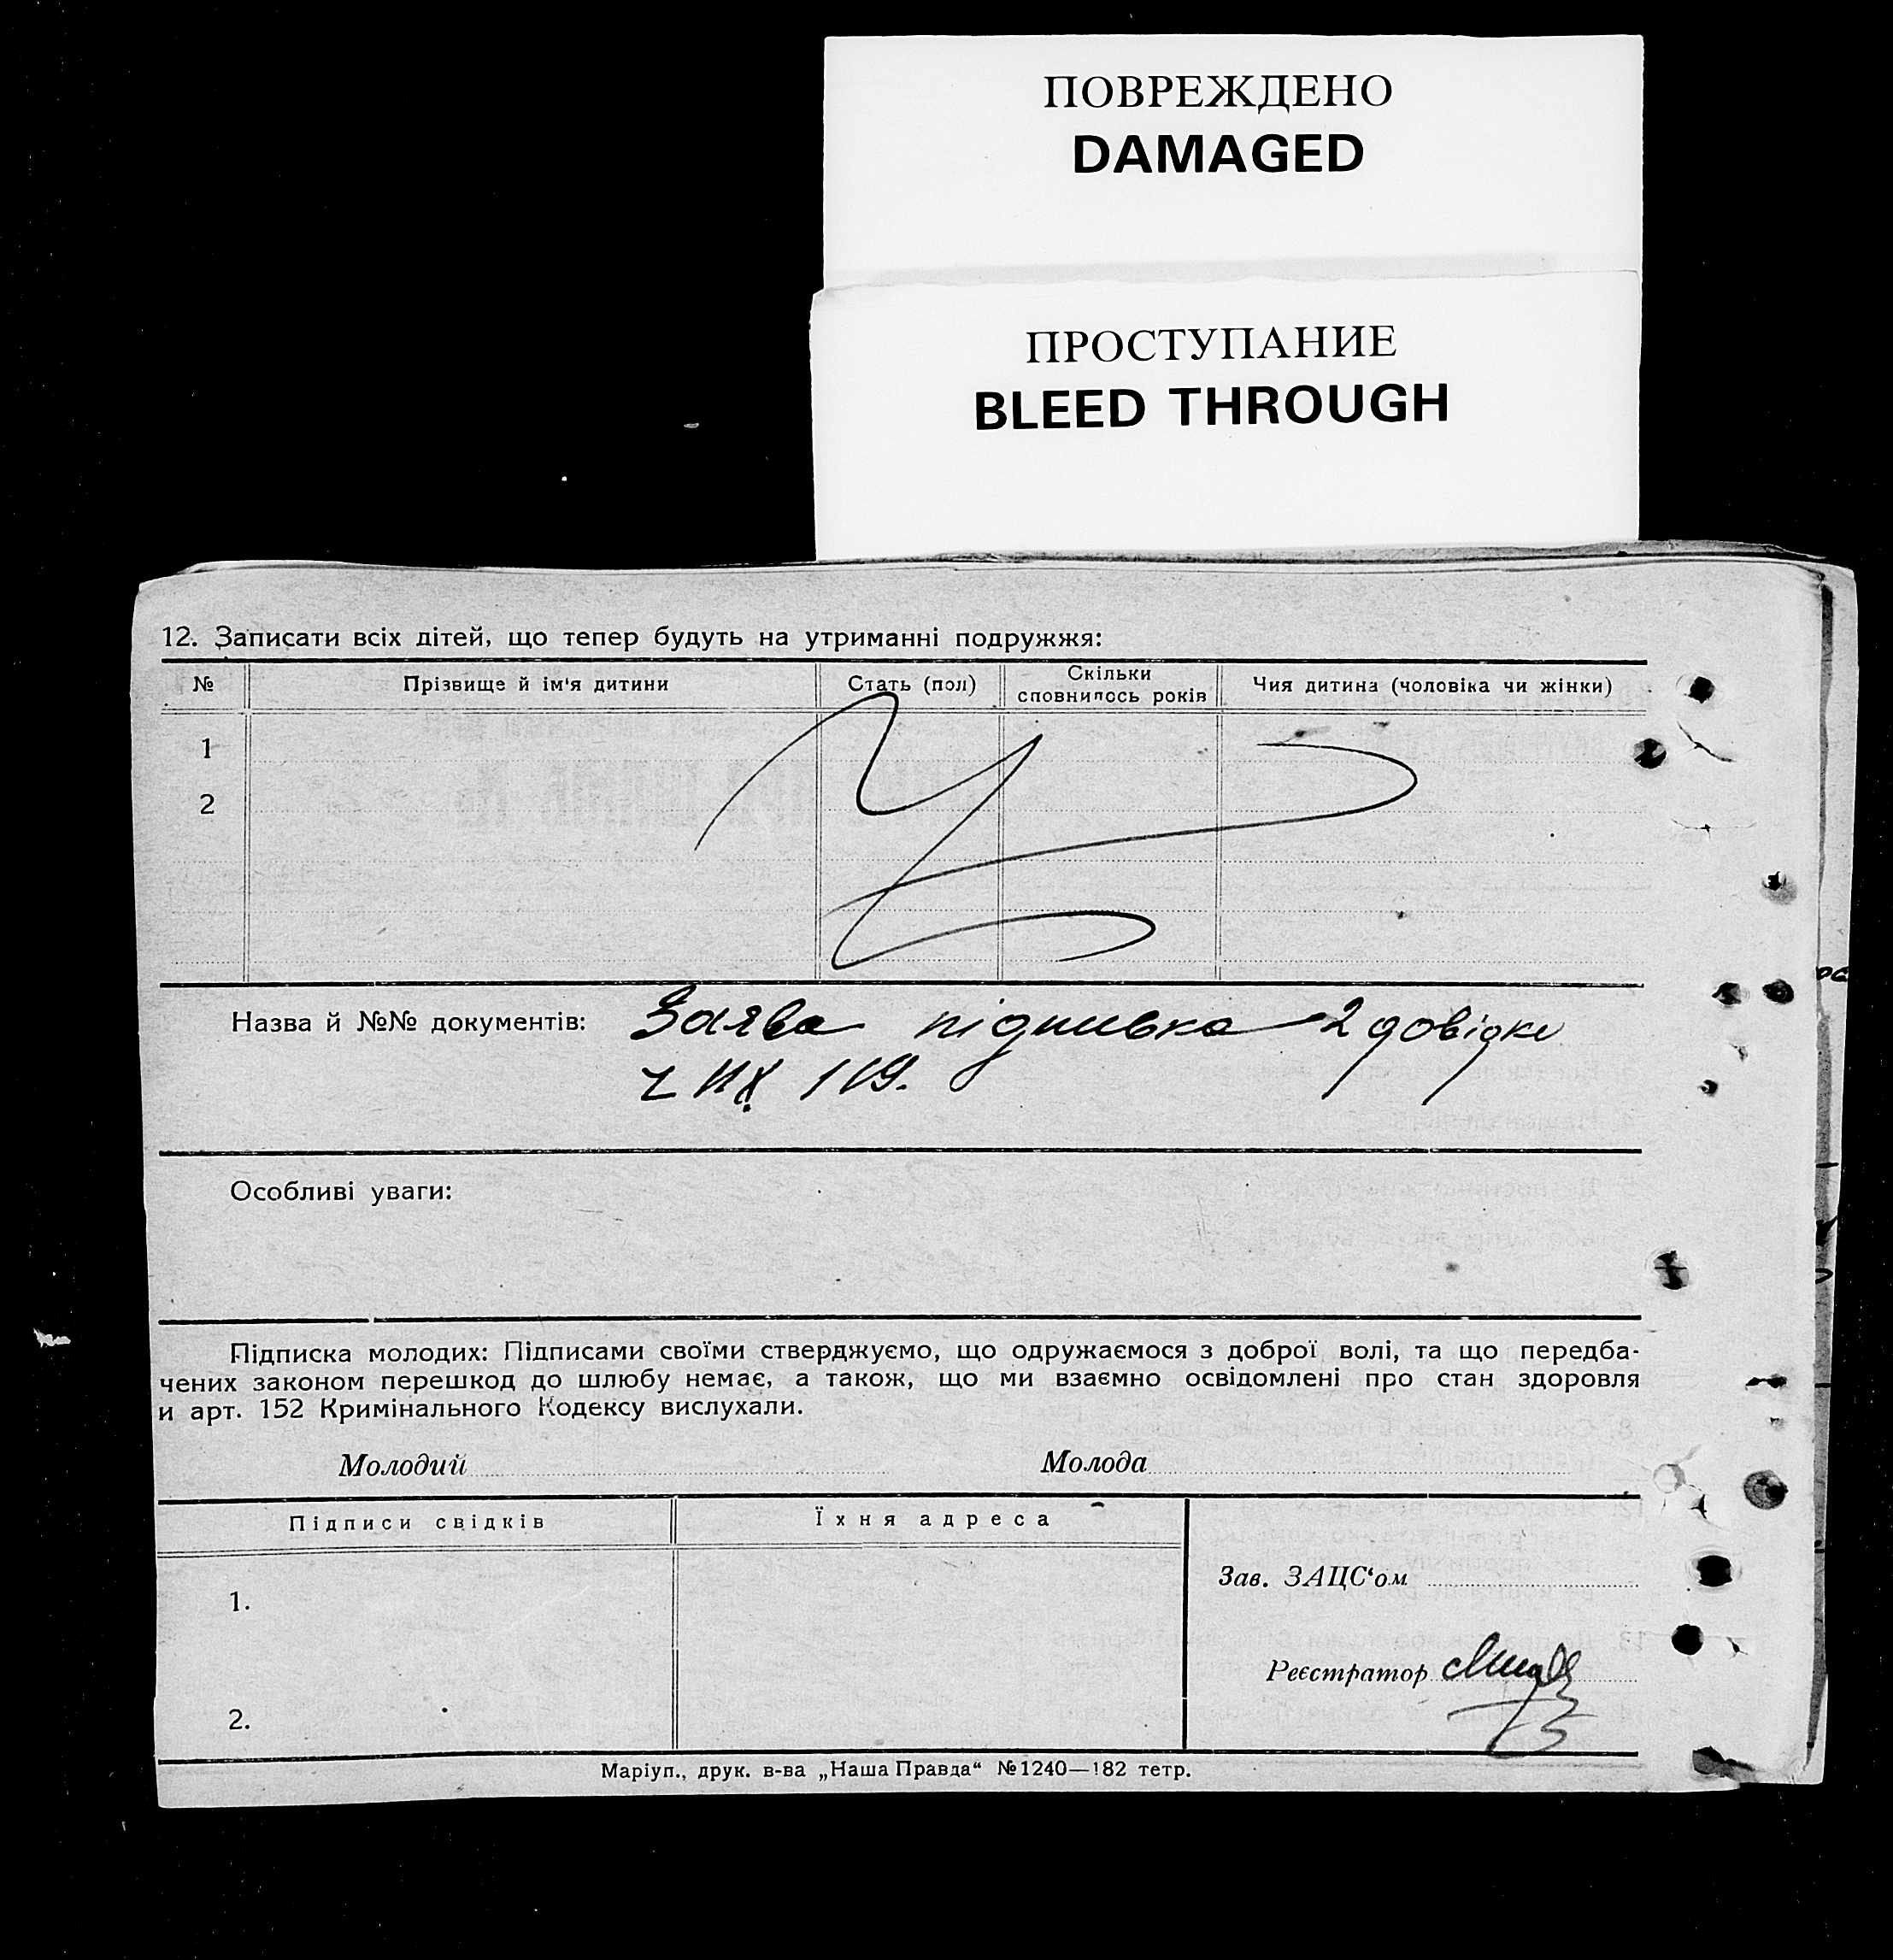 ПОВРЕЖДЕНО
DAMAGED
ПРОСТУПАНИЕ
BLEED THROUGH
12. Записати всіх дітей, що тепер будуть на утриманні подружжя:
№ Прізвище й ім'я дитини Стать (пол) Скільки сповнилось років Чия дитина (чоловіка чи жінки)
1
2
Назва й №№ документів: Заява підписка 2 довідки
Особливі уваги:
Підписка молодих: Підписами своїми стверджуємо, що одружаємося з доброї волі, та що передба-
чених законом перешкод до шлюбу немає, а також, що ми взаємно освідомлені про стан здоровля
и арт. 152 Кримінального Кодексу вислухали.
Молодий Молода
Підписи свідків Їхня адреса
Зав. ЗАЦС‘ом
1.
Реєстратор
2.
Маріуп., друк. в-ва „Наша Правда“ №1240—182 тетр.